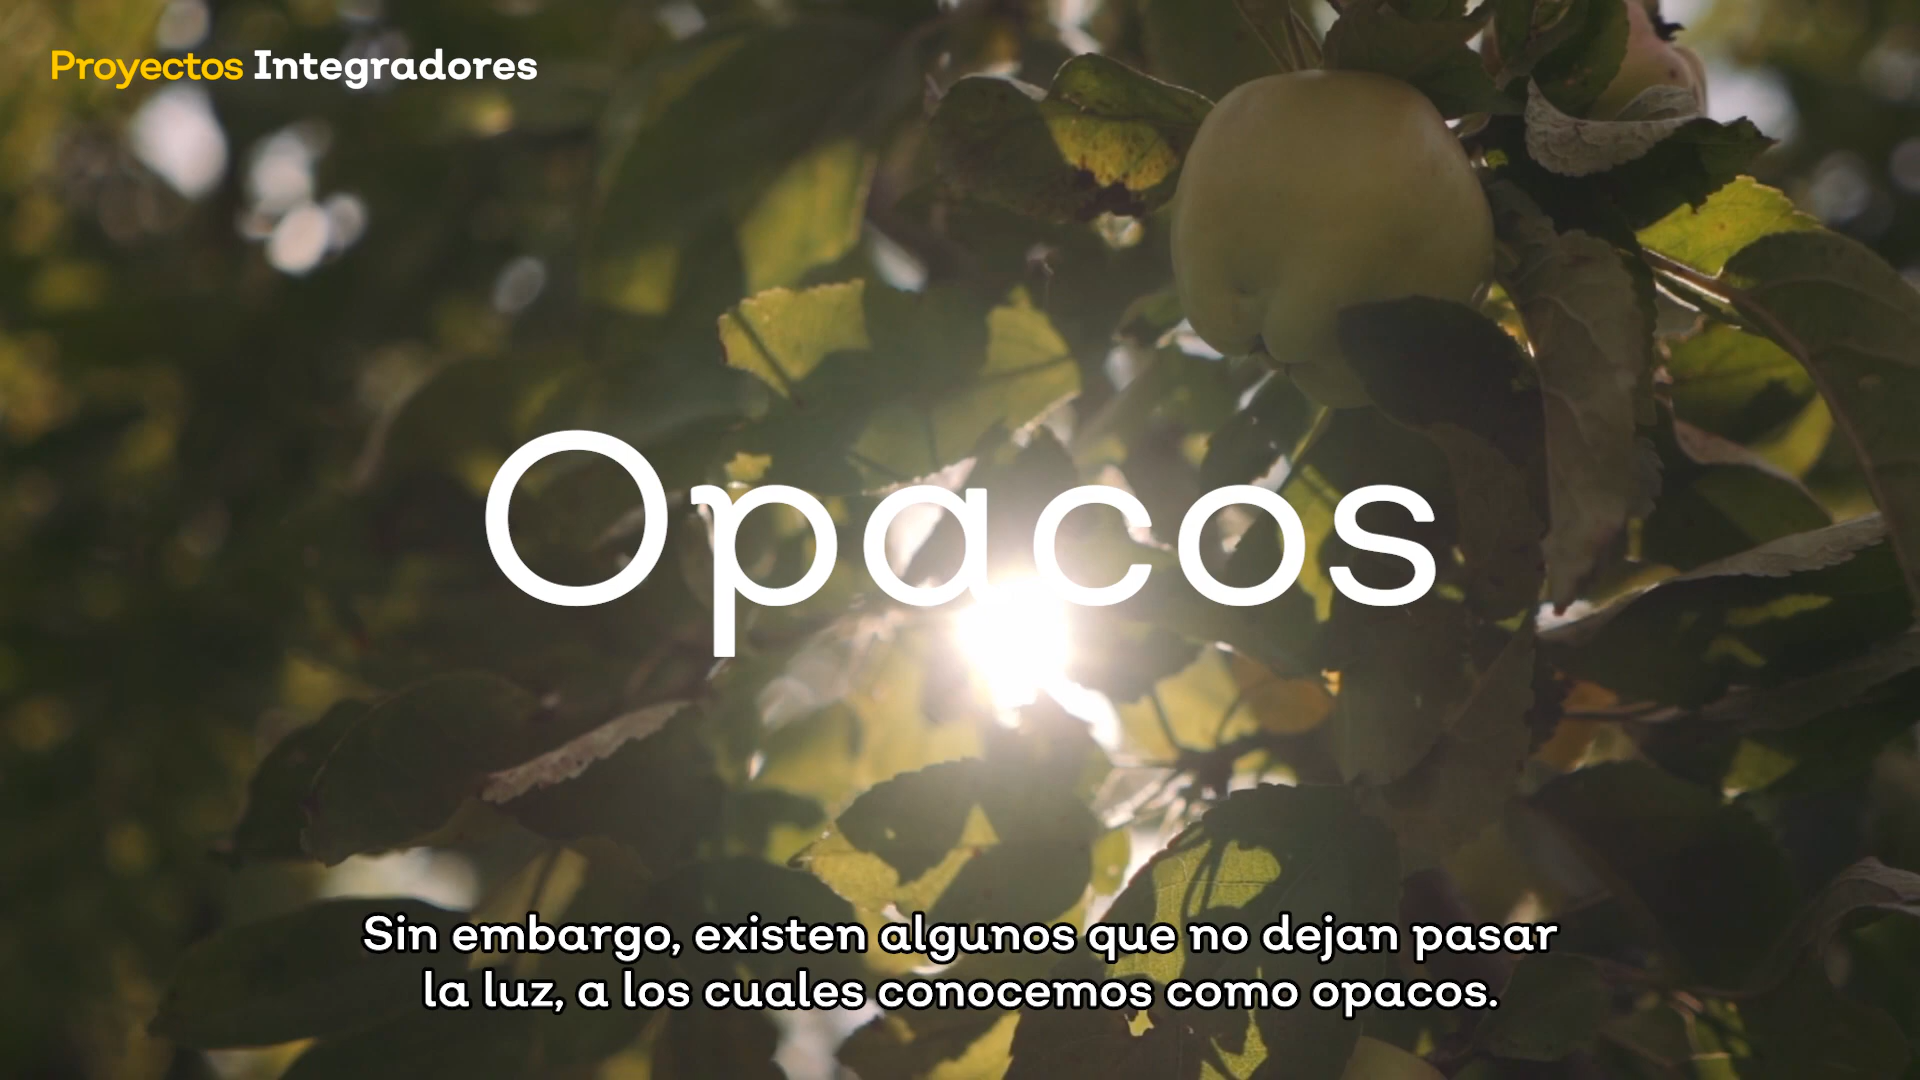 Proyectos Integradores
Opacos
Sin embargo, existen algunos que no dejan pasar
la luz, a los cuales conocemos como opacos.